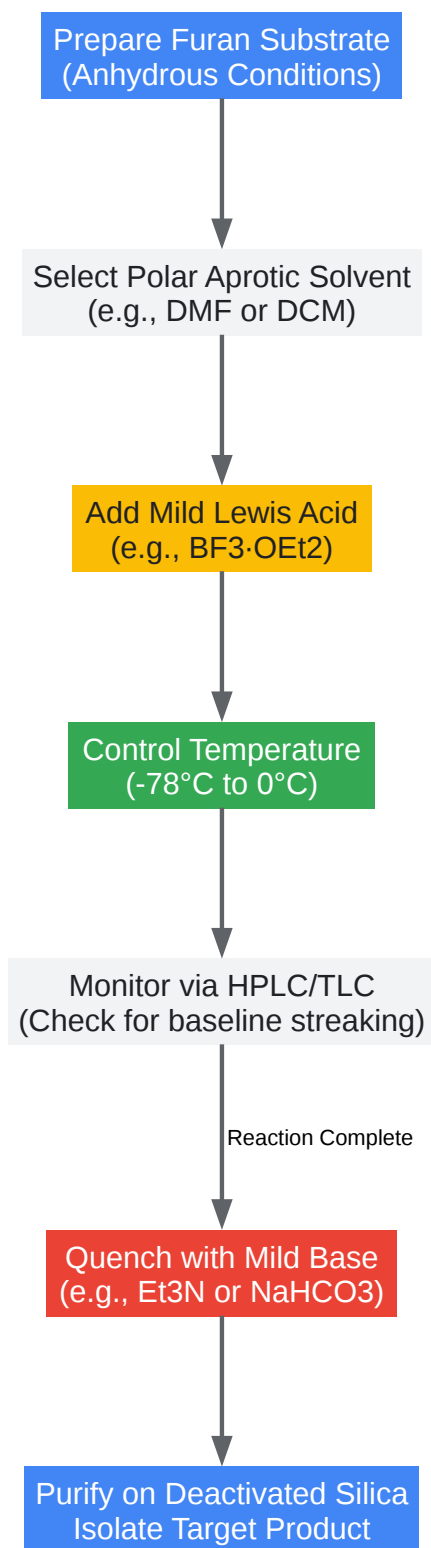 Prepare Furan Substrate
(Anhydrous Conditions)
Select Polar Aprotic Solvent
(e.g., DMF or DCM)
Add Mild Lewis Acid
(e.g., BF3·OEt2)
Control Temperature
(-78°C to 0°C)
Monitor via HPLC/TLC
(Check for baseline streaking)
Reaction Complete
Quench with Mild Base
(e.g., Et3N or NaHCO3)
Purify on Deactivated Silica
Isolate Target Product